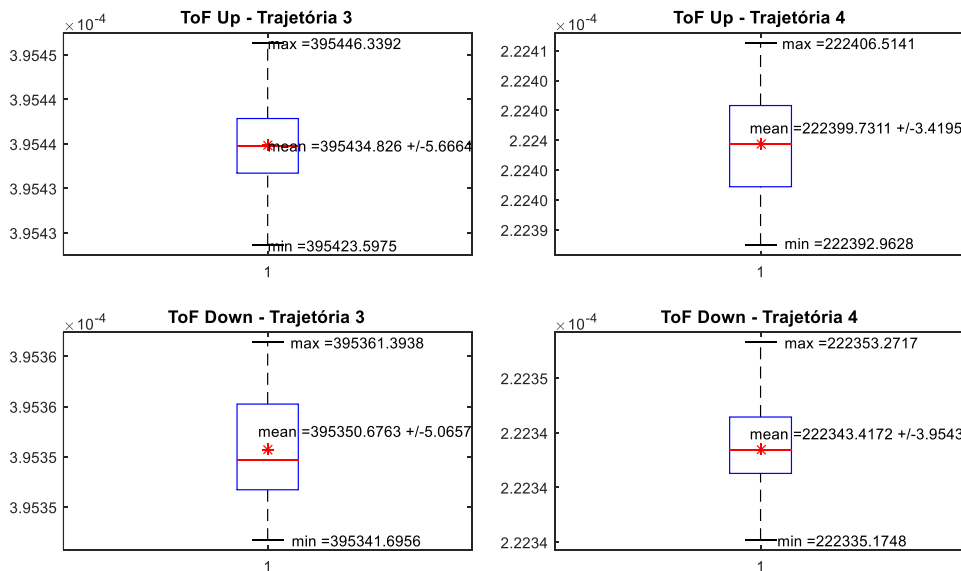 ToF Up - Trajetória 3
×10-4
3.9545
3.9544
3.9544
3.9543
3.9543
max =395446.3392
mean =395434.826 +/-5.6664
min =395423.5975
1
ToF Up - Trajetória 4
×10-4
2.2241
2.2240
2.2240
2.224
2.2240
2.2240
2.2239
max =222406.5141
mean =222399.7311 +/-3.4195
min =222392.9628
1
ToF Down - Trajetória 3
×10-4
3.9536
3.9536
3.9535
3.9535
max =395361.3938
mean =395350.6763 +/-5.0657
min =395341.6956
1
ToF Down - Trajetória 4
×10-4
2.2235
2.2234
2.2234
2.2234
max =222353.2717
mean =222343.4172 +/-3.9543
min =222335.1748
1